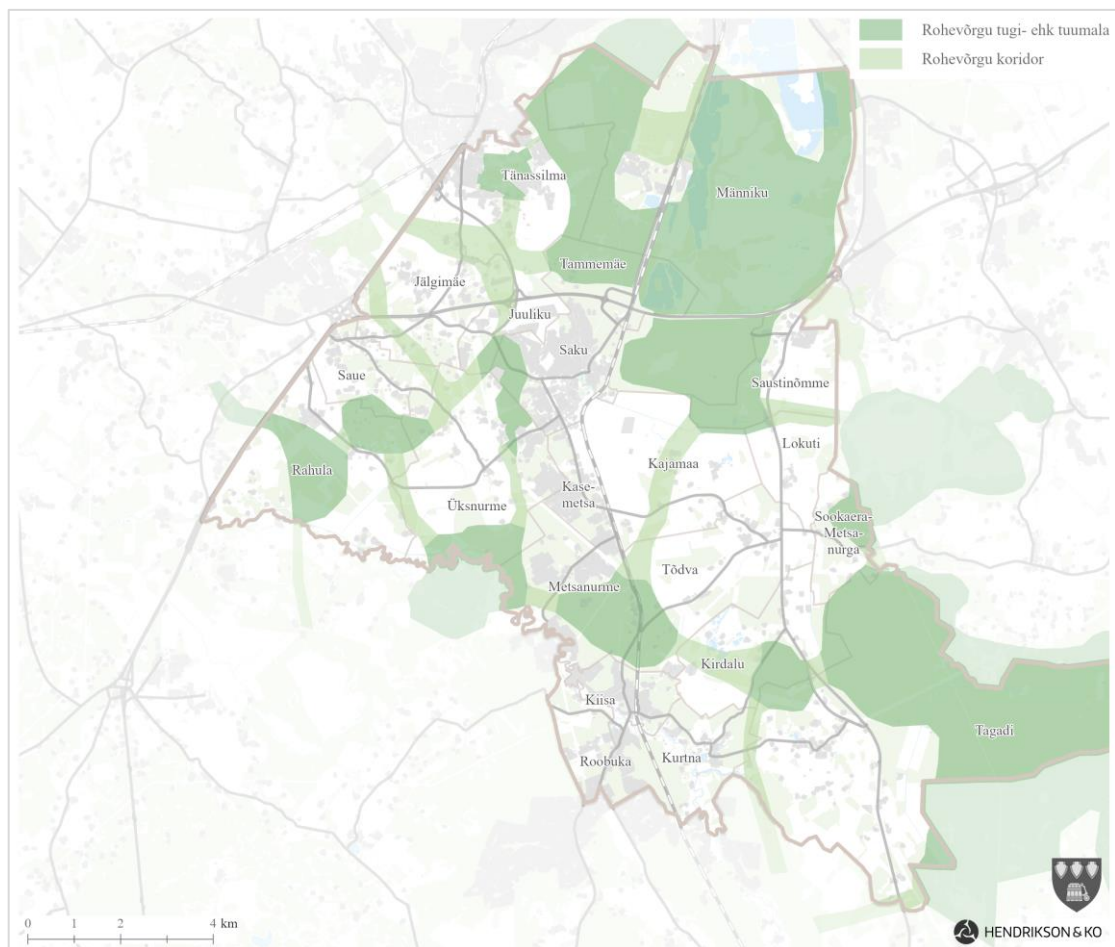 Rohevõrgu tugi- ehk tuumala
Rohevõrgu koridor
Tänassilma
Männiku
Tammemäe
Jälgimäe
Juuliku
Saku
Saue
Saustinõmme
Lokuti
Rahula
Kajamaa
Kase-
metsa
Üksnurme
Sookaera-
Metsa-
nurga
Tõdva
Metsanurme
Kirdalu
Kiisa
Tagadi
Roobuka
Kurtna
0 1 2 4 km
HENDRIKSON & KO